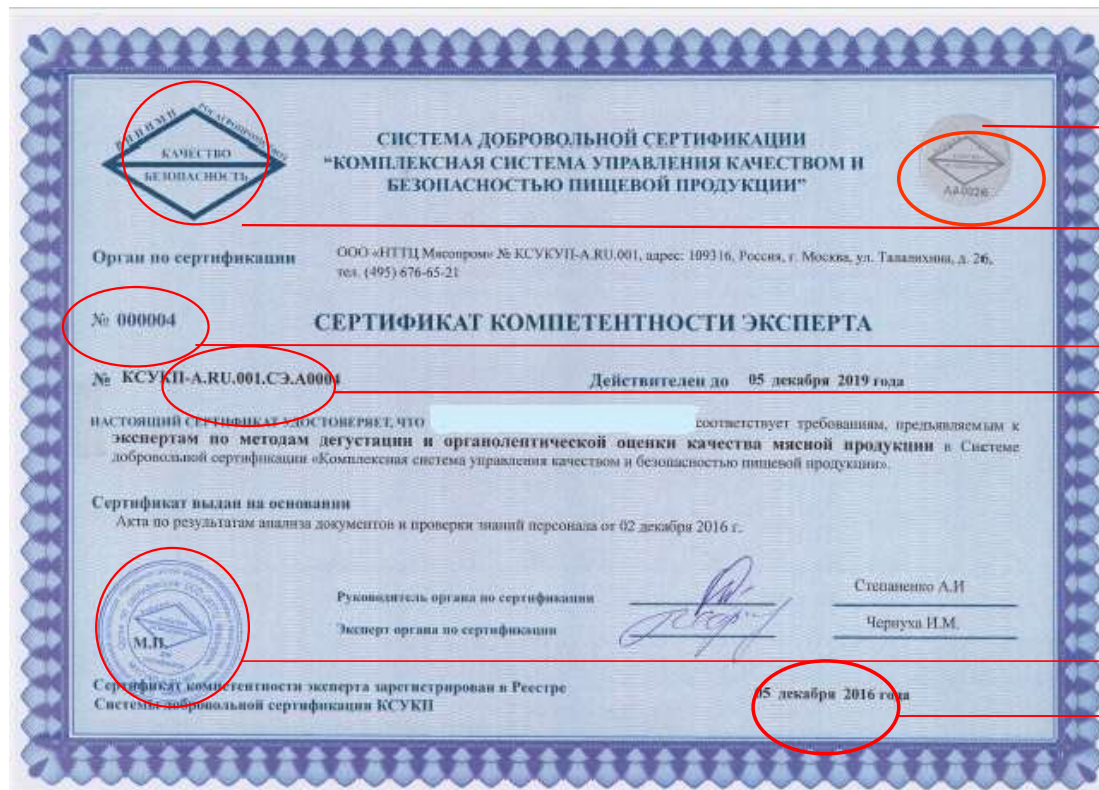 ВНИИМП РОСАГРОПРОМ
КАЧЕСТВО
БЕЗОПАСНОСТЬ
СИСТЕМА ДОБРОВОЛЬНОЙ СЕРТИФИКАЦИИ
“КОМПЛЕКСНАЯ СИСТЕМА УПРАВЛЕНИЯ КАЧЕСТВОМ И
БЕЗОПАСНОСТЬЮ ПИЩЕВОЙ ПРОДУКЦИИ”
Орган по сертификации
ООО «НТТЦ Мясопром» № КСУКУП-А.RU.001, адрес: 109316, Россия, г. Москва, ул. Талалихина, д. 26,
тел. (495) 676-65-21
№ 000004
СЕРТИФИКАТ КОМПЕТЕНТНОСТИ ЭКСПЕРТА
№ КСУКП-А.RU.001.СЭ.А0004
Действителен до 05 декабря 2019 года
НАСТОЯЩИЙ СЕРТИФИКАТ УДОСТОВЕРЯЕТ, ЧТО соответствует требованиям, предъявляемым к
экспертам по методам дегустации и органолептической оценки качества мясной продукции в Системе
добровольной сертификации «Комплексная система управления качеством и безопасностью пищевой продукции».
Сертификат выдан на основании
Акта по результатам анализа документов и проверки знаний персонала от 02 декабря 2016 г.
М.П.
Руководитель органа по сертификации
Степаненко А.И
Эксперт органа по сертификации
Чернуха И.М.
Сертификат компетентности эксперта зарегистрирован в Реестре
Системы добровольной сертификации КСУКП
05 декабря 2016 года